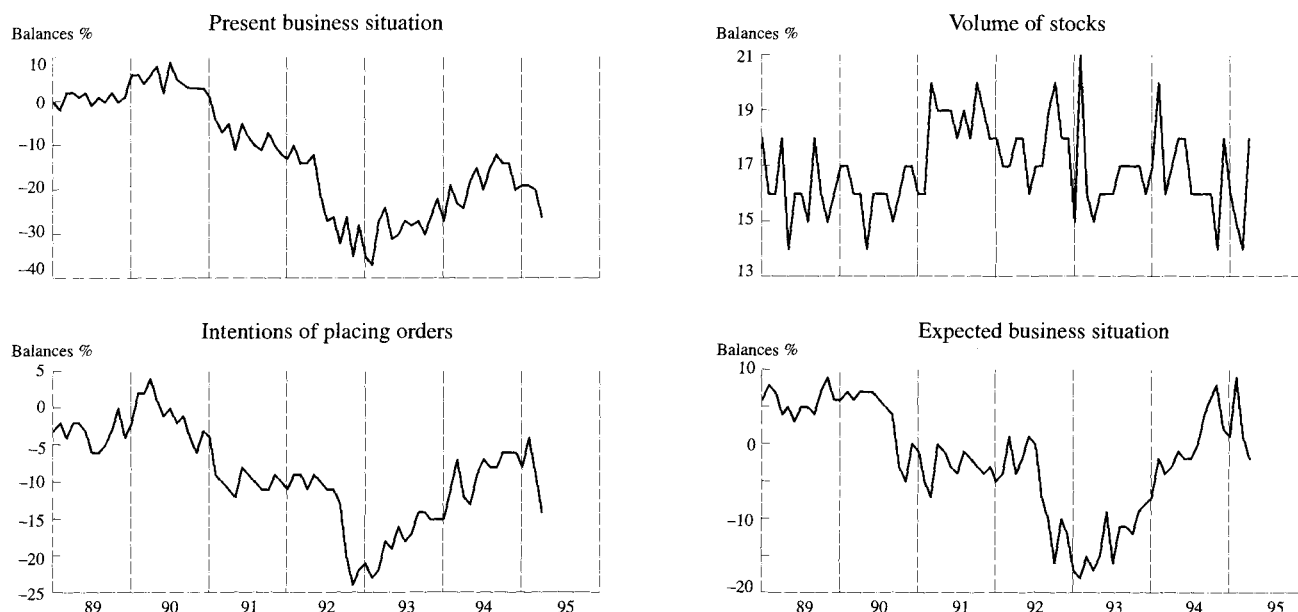 Present business situation
Balances %
10
0
−10
−20
−30
−40
Volume of stocks
21
19
17
15
13
Intentions of placing orders
Balances %
5
0
−5
−10
−15
−20
−25
89 90 91 92 93 94 95
Expected business situation
Balances %
10
0
−10
−20
89 90 91 92 93 94 95
Balances %